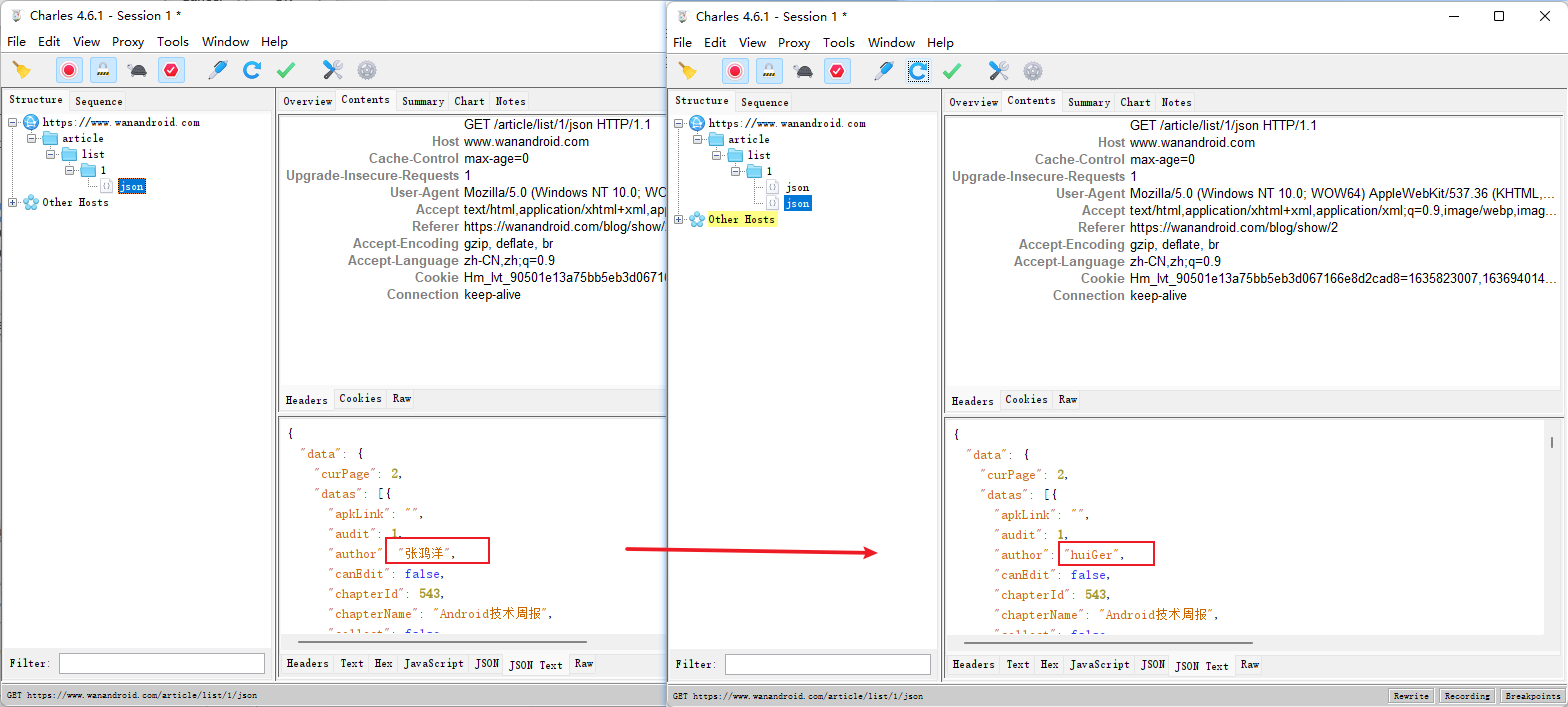 Charles 4.6.1 - Session 1 *
File Edit View Proxy Tools Window Help
Structure Sequence
https://www.wanandroid.com
article
list
1
json
Other Hosts
Filter:
Overview Contents Summary Chart Notes
GET /article/list/1/json HTTP/1.1
Host www.wanandroid.com
Cache-Control max-age=0
Upgrade-Insecure-Requests 1
User-Agent Mozilla/5.0 (Windows NT 10.0; WOW
Accept text/html,application/xhtml+xml,ap
Referer https://wanandroid.com/blog/show/
Accept-Encoding gzip, deflate, br
Accept-Language zh-CN,zh;q=0.9
Cookie Hm_lvt_90501e13a75bb5eb3d06716
Connection keep-alive
Headers Cookies Raw
{
"data": {
"curPage": 2,
"datas": [{
"apkLink": "",
"audit": 1,
"author" "张鸿洋",
"canEdit": false,
"chapterId": 543,
"chapterName": "Android技术周报",
"collect": false
Headers Text Hex JavaScript JSON JSON Text Raw
GET https://www.wanandroid.com/article/list/1/json
Charles 4.6.1 - Session 1 *
File Edit View Proxy Tools Window Help
Structure Sequence
https://www.wanandroid.com
article
list
1
json
json
Other Hosts
Filter:
Overview Contents Summary Chart Notes
GET /article/list/1/json HTTP/1.1
Host www.wanandroid.com
Cache-Control max-age=0
Upgrade-Insecure-Requests 1
User-Agent Mozilla/5.0 (Windows NT 10.0; WOW64) AppleWebKit/537.36 (KHTML,...
Accept text/html,application/xhtml+xml,application/xml;q=0.9,image/webp,imag...
Referer https://wanandroid.com/blog/show/2
Accept-Encoding gzip, deflate, br
Accept-Language zh-CN,zh;q=0.9
Cookie Hm_lvt_90501e13a75bb5eb3d067166e8d2cad8=1635823007,163694014...
Connection keep-alive
Headers Cookies Raw
{
"data": {
"curPage": 2,
"datas": [{
"apkLink": "",
"audit": 1,
"author": "huiGer",
"canEdit": false,
"chapterId": 543,
"chapterName": "Android技术周报",
"collect": false
Headers Text Hex JavaScript JSON JSON Text Raw
GET https://www.wanandroid.com/article/list/1/json
Rewrite Recording Breakpoints